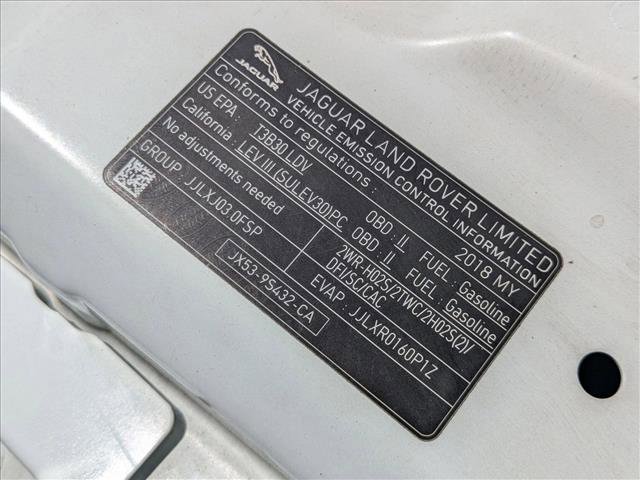 JAGUAR
JAGUAR LAND ROVER LIMITED
VEHICLE EMISSION CONTROL INFORMATION
Conforms to regulations: 2018 MY
US EPA : T3B30 LDV OBD : II FUEL : Gasoline
California: LEV III (SULEV30)PC OBD : II FUEL : Gasoline
No adjustments needed 2WR-HO2S/2TWC/2HO2S(2)/
DFI/SC/CAC
GROUP : JJLXJ03 0FSP EVAP : JJLXR0160P1Z
JX53-9S432-CA